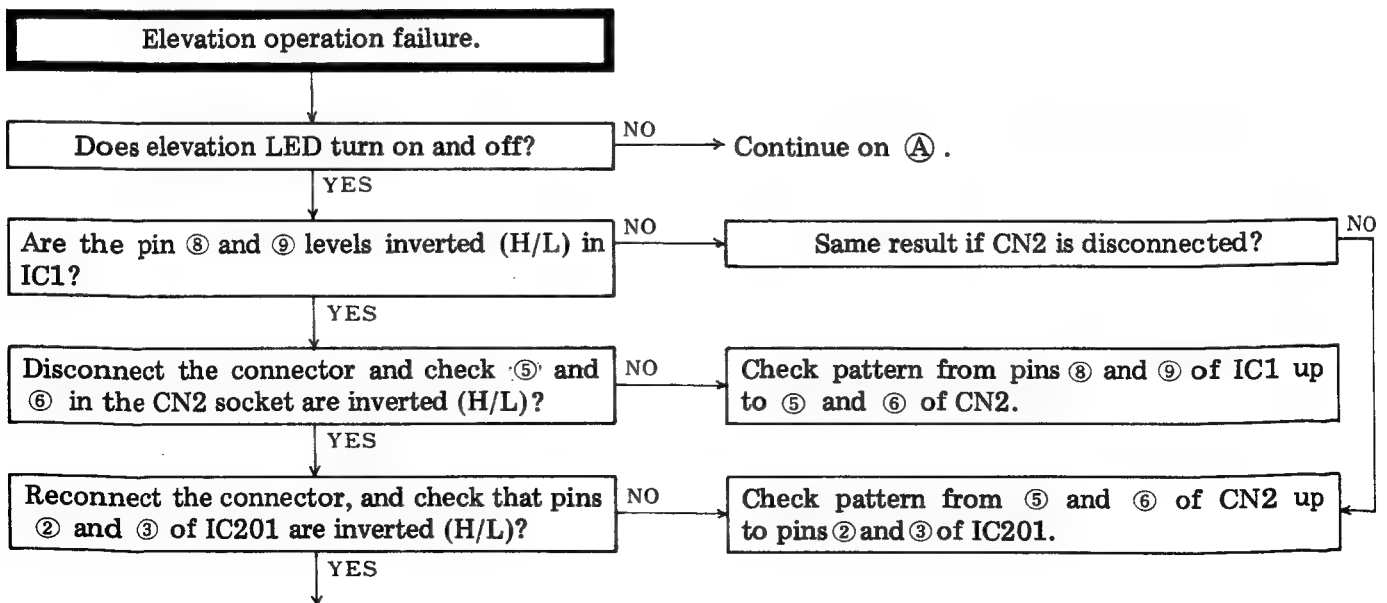 Elevation operation failure.
Does elevation LED turn on and off?
NO
Continue on Ⓐ .
YES
Are the pin ⑧ and ⑨ levels inverted (H/L) in
IC1?
NO
Same result if CN2 is disconnected?
NO
YES
Disconnect the connector and check ⑤ and
⑥ in the CN2 socket are inverted (H/L)?
NO
Check pattern from pins ⑧ and ⑨ of IC1 up
to ⑤ and ⑥ of CN2.
YES
Reconnect the connector, and check that pins
② and ③ of IC201 are inverted (H/L)?
NO
Check pattern from ⑤ and ⑥ of CN2 up
to pins ② and ③ of IC201.
YES